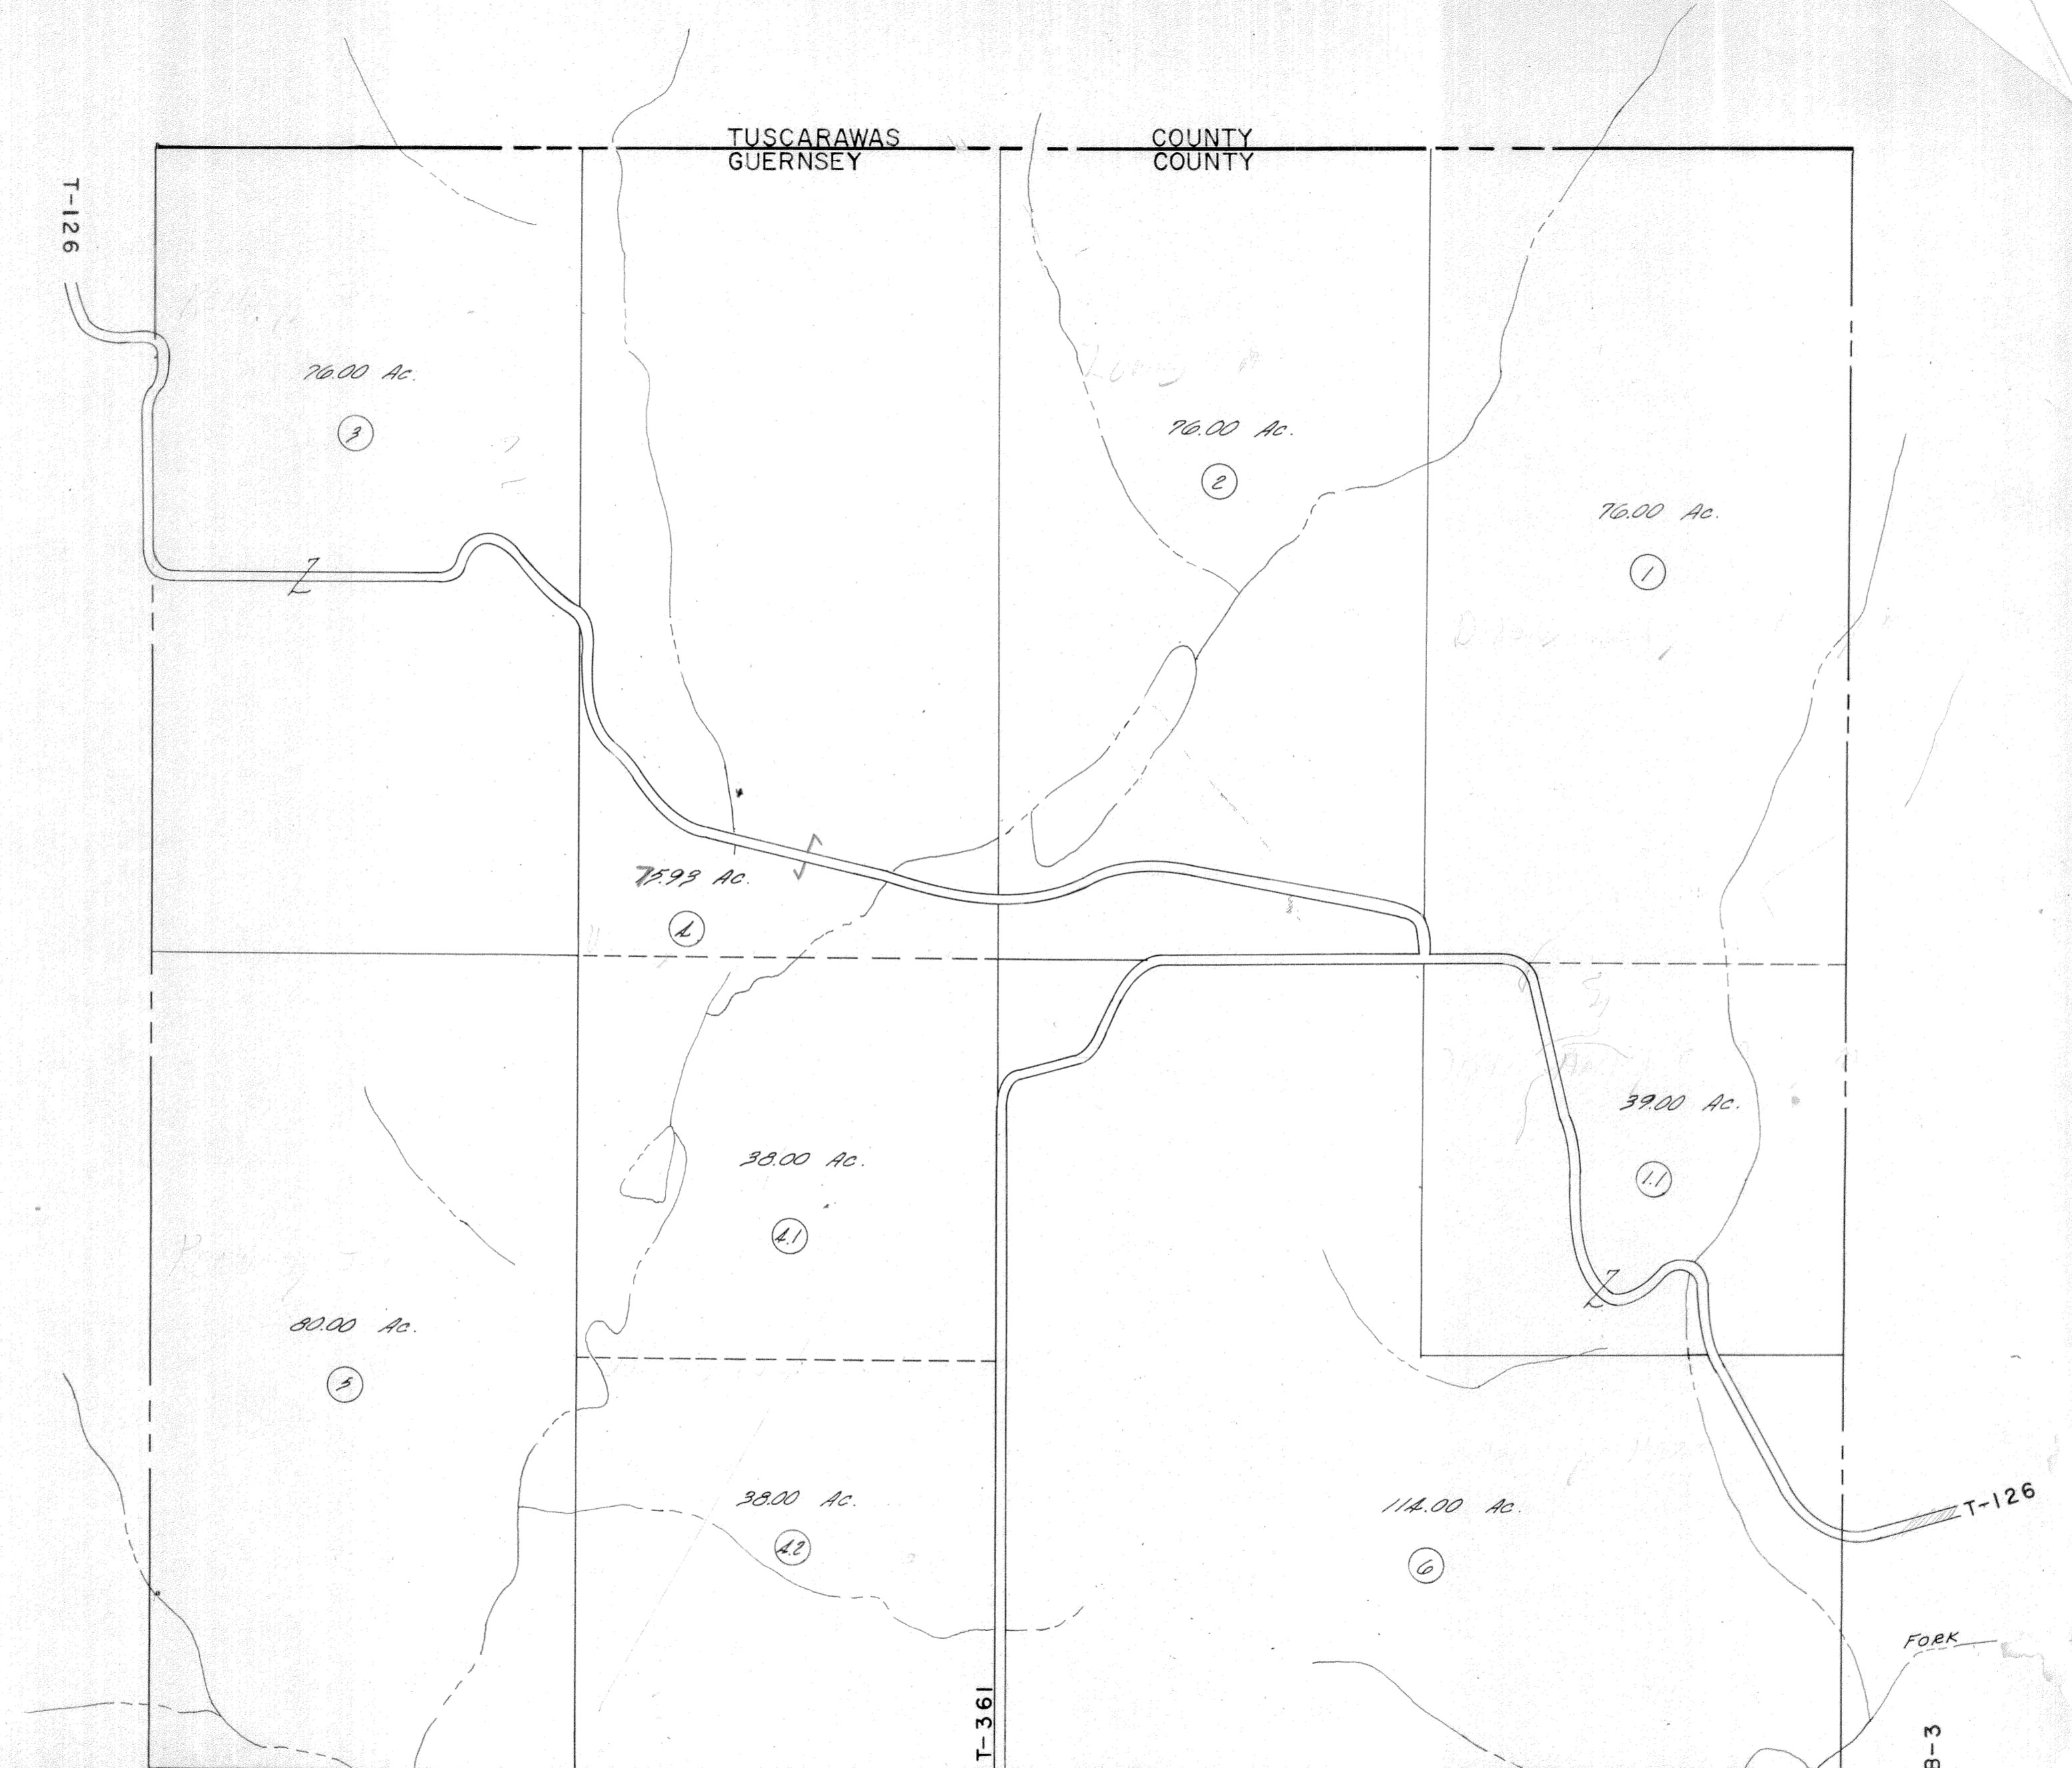 TUSCARAWAS COUNTY
GUERNSEY COUNTY
T-126
76.00 Ac.
3
76.00 Ac.
2
76.00 Ac.
1
75.93 Ac.
4
39.00 Ac.
1.1
38.00 Ac.
4.1
80.00 Ac.
5
38.00 Ac.
4.2
114.00 Ac.
6
T-126
FORK
T-361
B-3